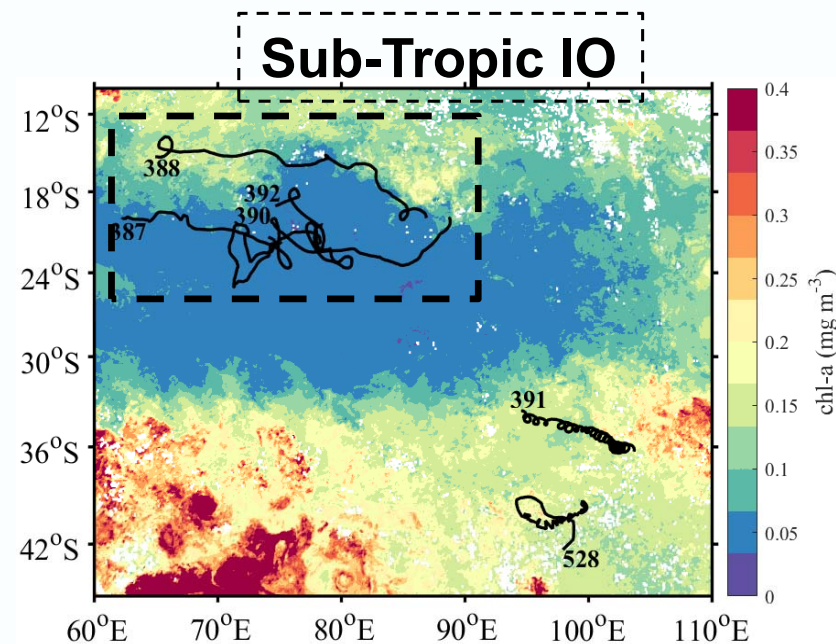 Sub-Tropic IO
12°S
18°S
24°S
30°S
36°S
42°S
60°E 70°E 80°E 90°E 100°E 110°E
388
392
390
387
391
528
0.4
0.35
0.3
0.25
0.2
0.15
0.1
0.05
0
chl-a (mg m⁻³)